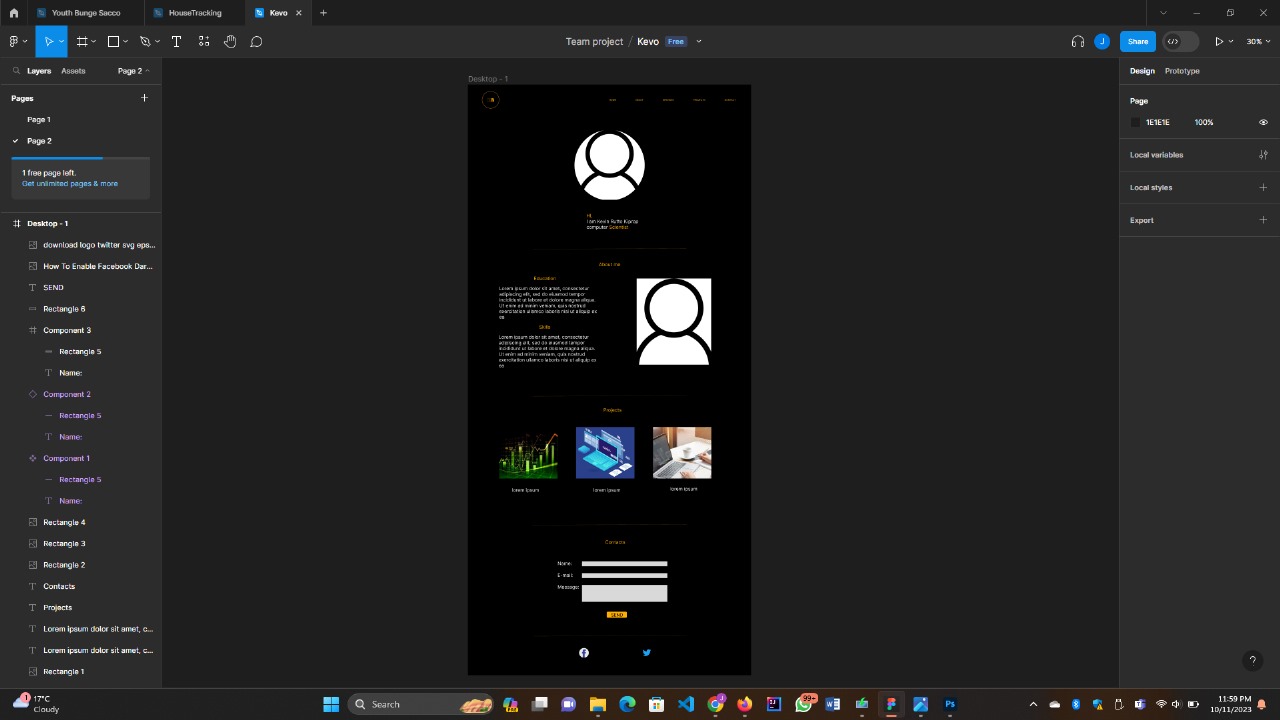 Youth Bunge Sacco
HouseTracking
Kevo
Team project / Kevo Free
J
Share
30%
Layers
Assets
Page 2
Design
Prototype
Pages
Page 1
Page 2
1 free page left.
Get unlimited pages & more
Page
1E1E1E
100%
Local variables
Local styles
Export
Desktop - 1
download logo twitter svg eps...
How To Enable Facebook Dar...
SEND
Rectangle 6
Component 3
Rectangle 5
Name:
Component 2
Rectangle 5
Name:
Component 1
Rectangle 5
Name:
Rectangle 4
Rectangle 3
Rectangle 2
Contacts
Projects
Lorem ipsum dolor sit amet, c...
Lorem ipsum dolor sit amet, c...
Rectangle 1
Desktop - 1
Hi,
I am Kevin Rutto Kiprop
computer Scientist
About me
Education
Lorem ipsum dolor sit amet, consectetur
adipiscing elit, sed do eiusmod tempor
incididunt ut labore et dolore magna aliqua.
Ut enim ad minim veniam, quis nostrud
exercitation ullamco laboris nisi ut aliquip ex
ea
Skills
Lorem ipsum dolor sit amet, consectetur
adipiscing elit, sed do eiusmod tempor
incididunt ut labore et dolore magna aliqua.
Ut enim ad minim veniam, quis nostrud
exercitation ullamco laboris nisi ut aliquip ex
ea
Projects
lorem ipsum
lorem ipsum
lorem ipsum
Contacts
Name:
E-mail:
Message:
SEND
?
1
17°C
Cloudy
Search
99+
11:59 PM
10/11/2023